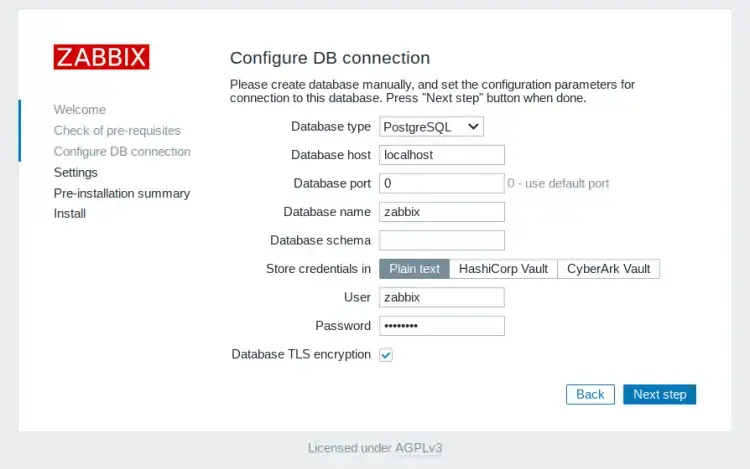 ZABBIX
Welcome
Check of pre-requisites
Configure DB connection
Settings
Pre-installation summary
Install
Configure DB connection
Please create database manually, and set the configuration parameters for
connection to this database. Press "Next step" button when done.
Database type PostgreSQL
Database host localhost
Database port 0 0 - use default port
Database name zabbix
Database schema
Store credentials in Plain text HashiCorp Vault CyberArk Vault
User zabbix
Password ••••••••
Database TLS encryption
Back Next step
Licensed under AGPLv3